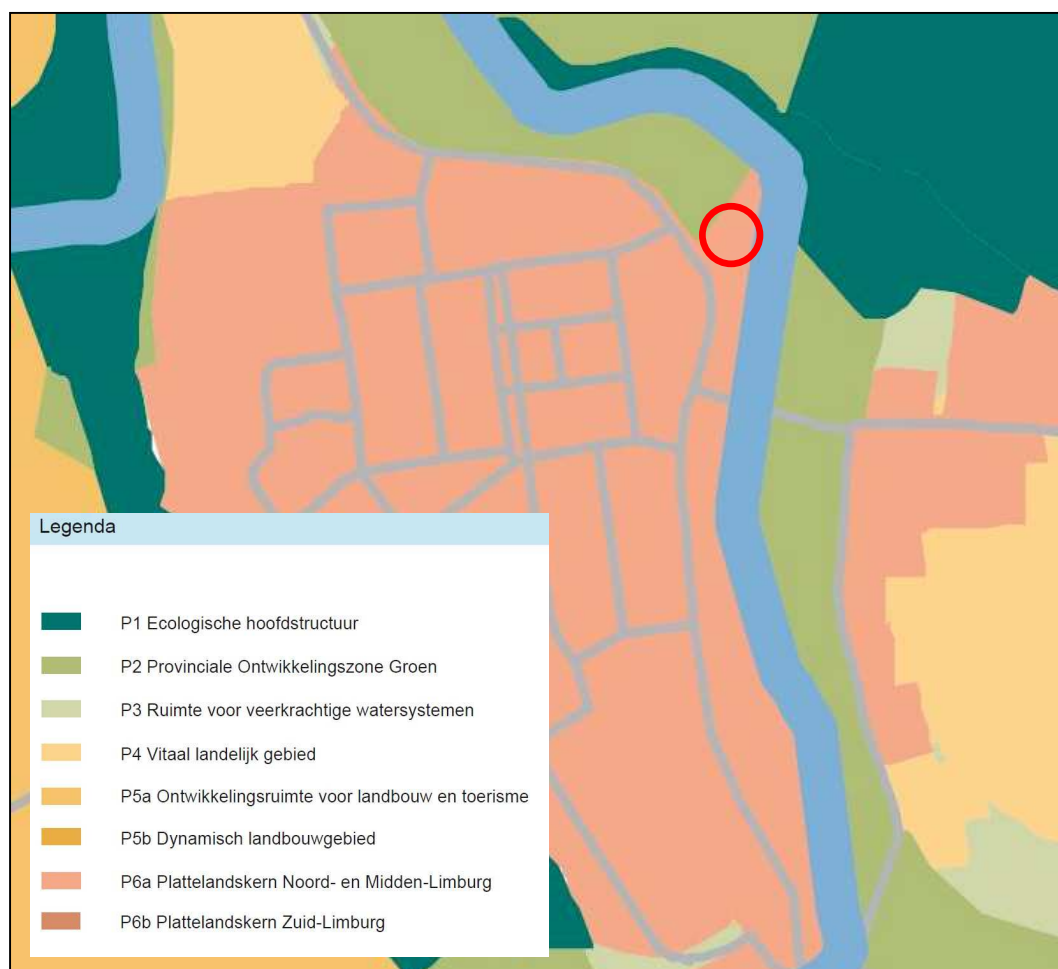 Legenda
P1 Ecologische hoofdstructuur
P2 Provinciale Ontwikkelingszone Groen
P3 Ruimte voor veerkrachtige watersystemen
P4 Vitaal landelijk gebied
P5a Ontwikkelingsruimte voor landbouw en toerisme
P5b Dynamisch landbouwgebied
P6a Plattelandskern Noord- en Midden-Limburg
P6b Plattelandskern Zuid-Limburg